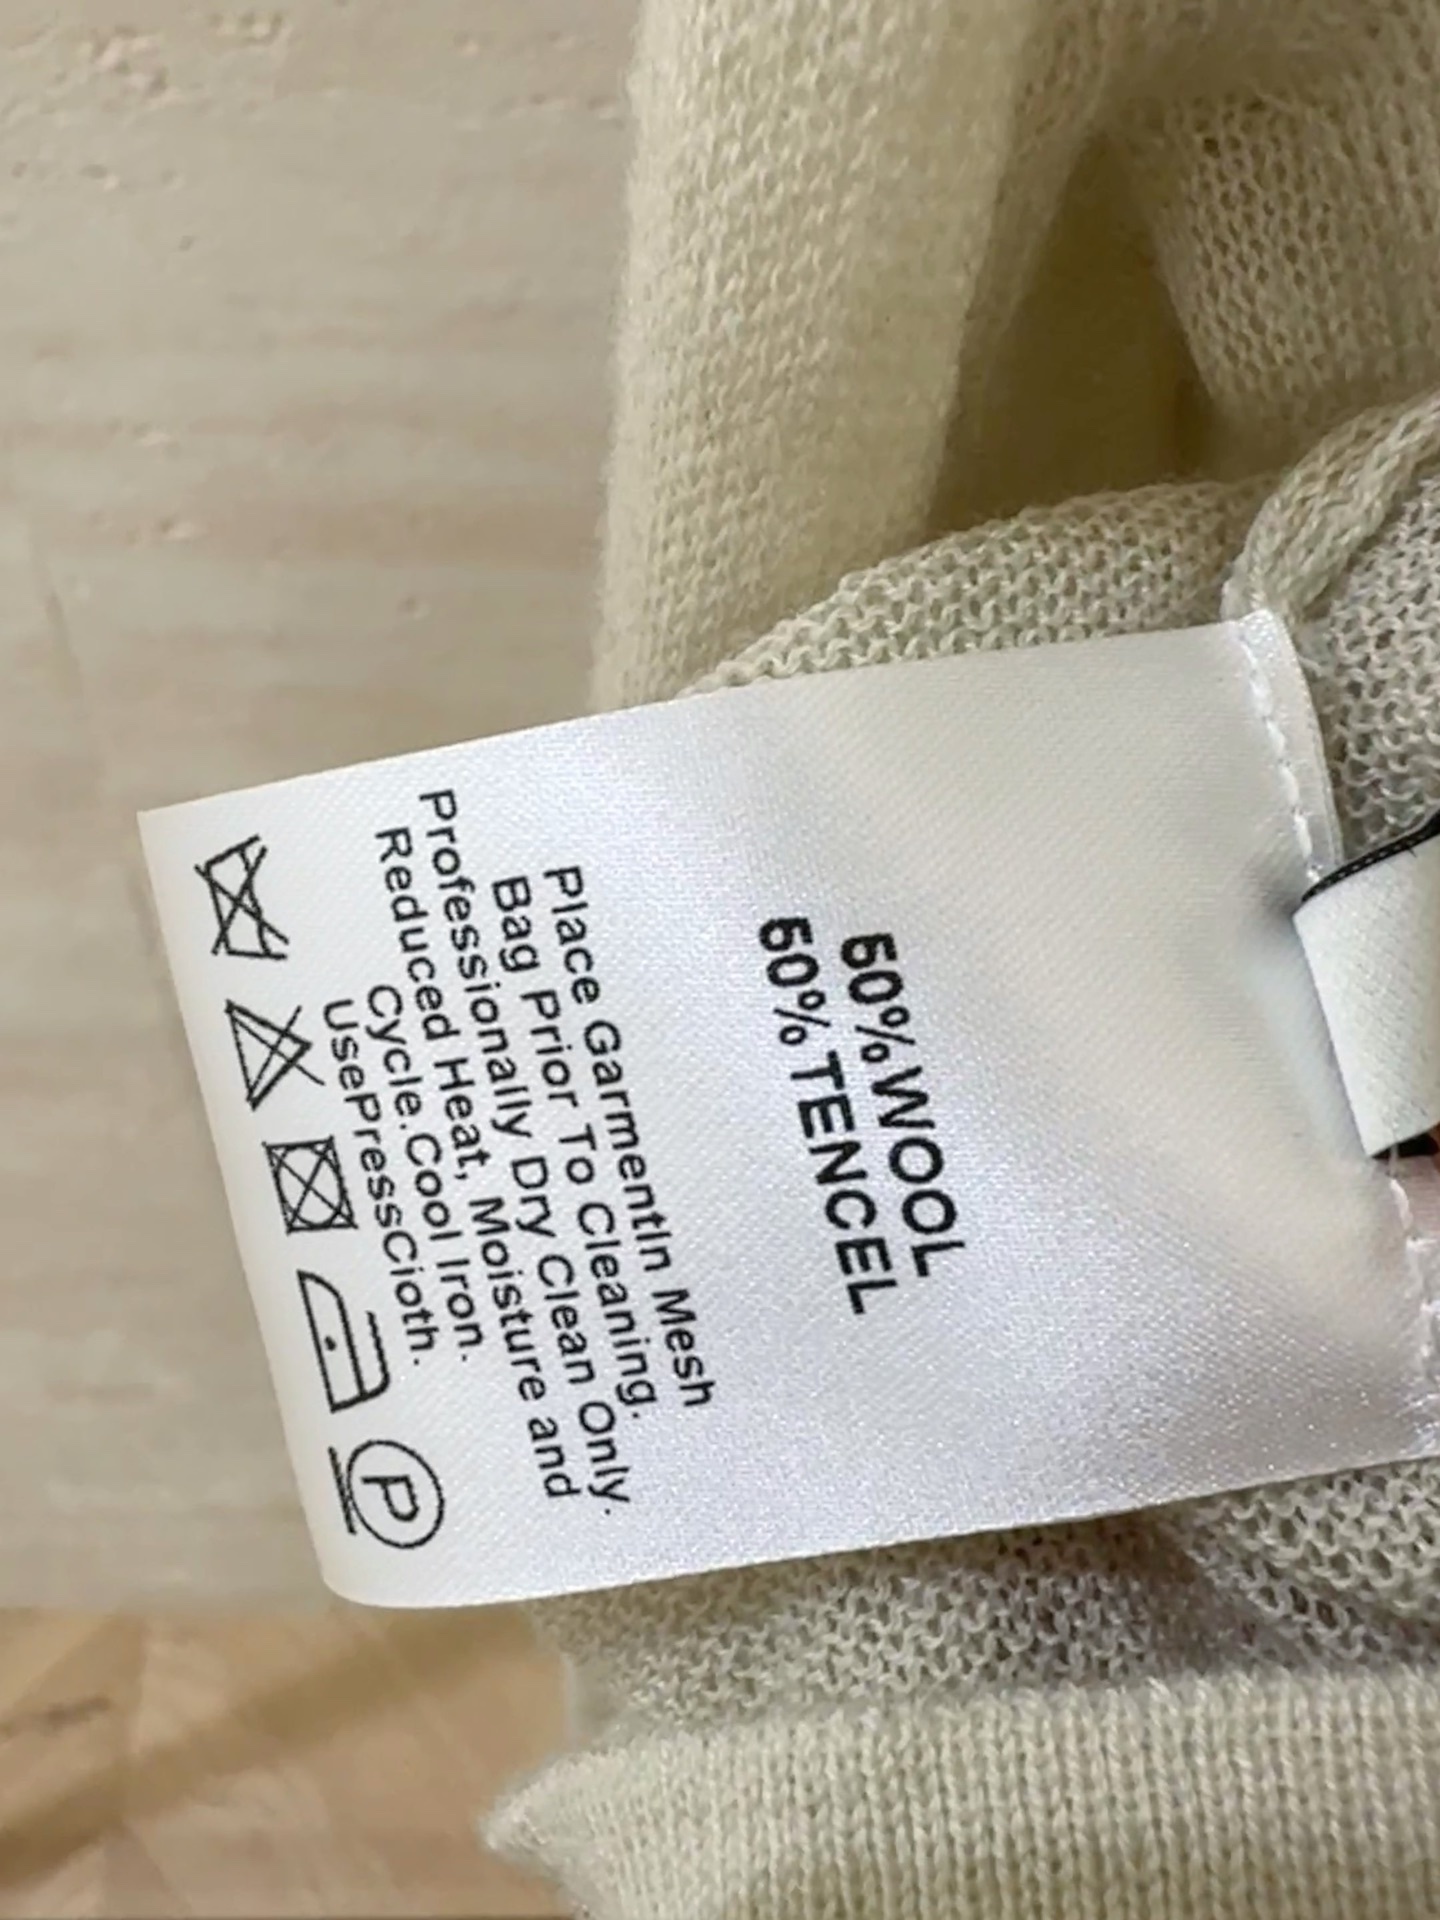 50%WOOL
50%TENCEL
Place GarmentIn Mesh
Bag Prior To Cleaning.
Professionally Dry Clean Only.
Reduced Heat, Moisture and
Cycle.Cool Iron.
UsePressCioth.
P